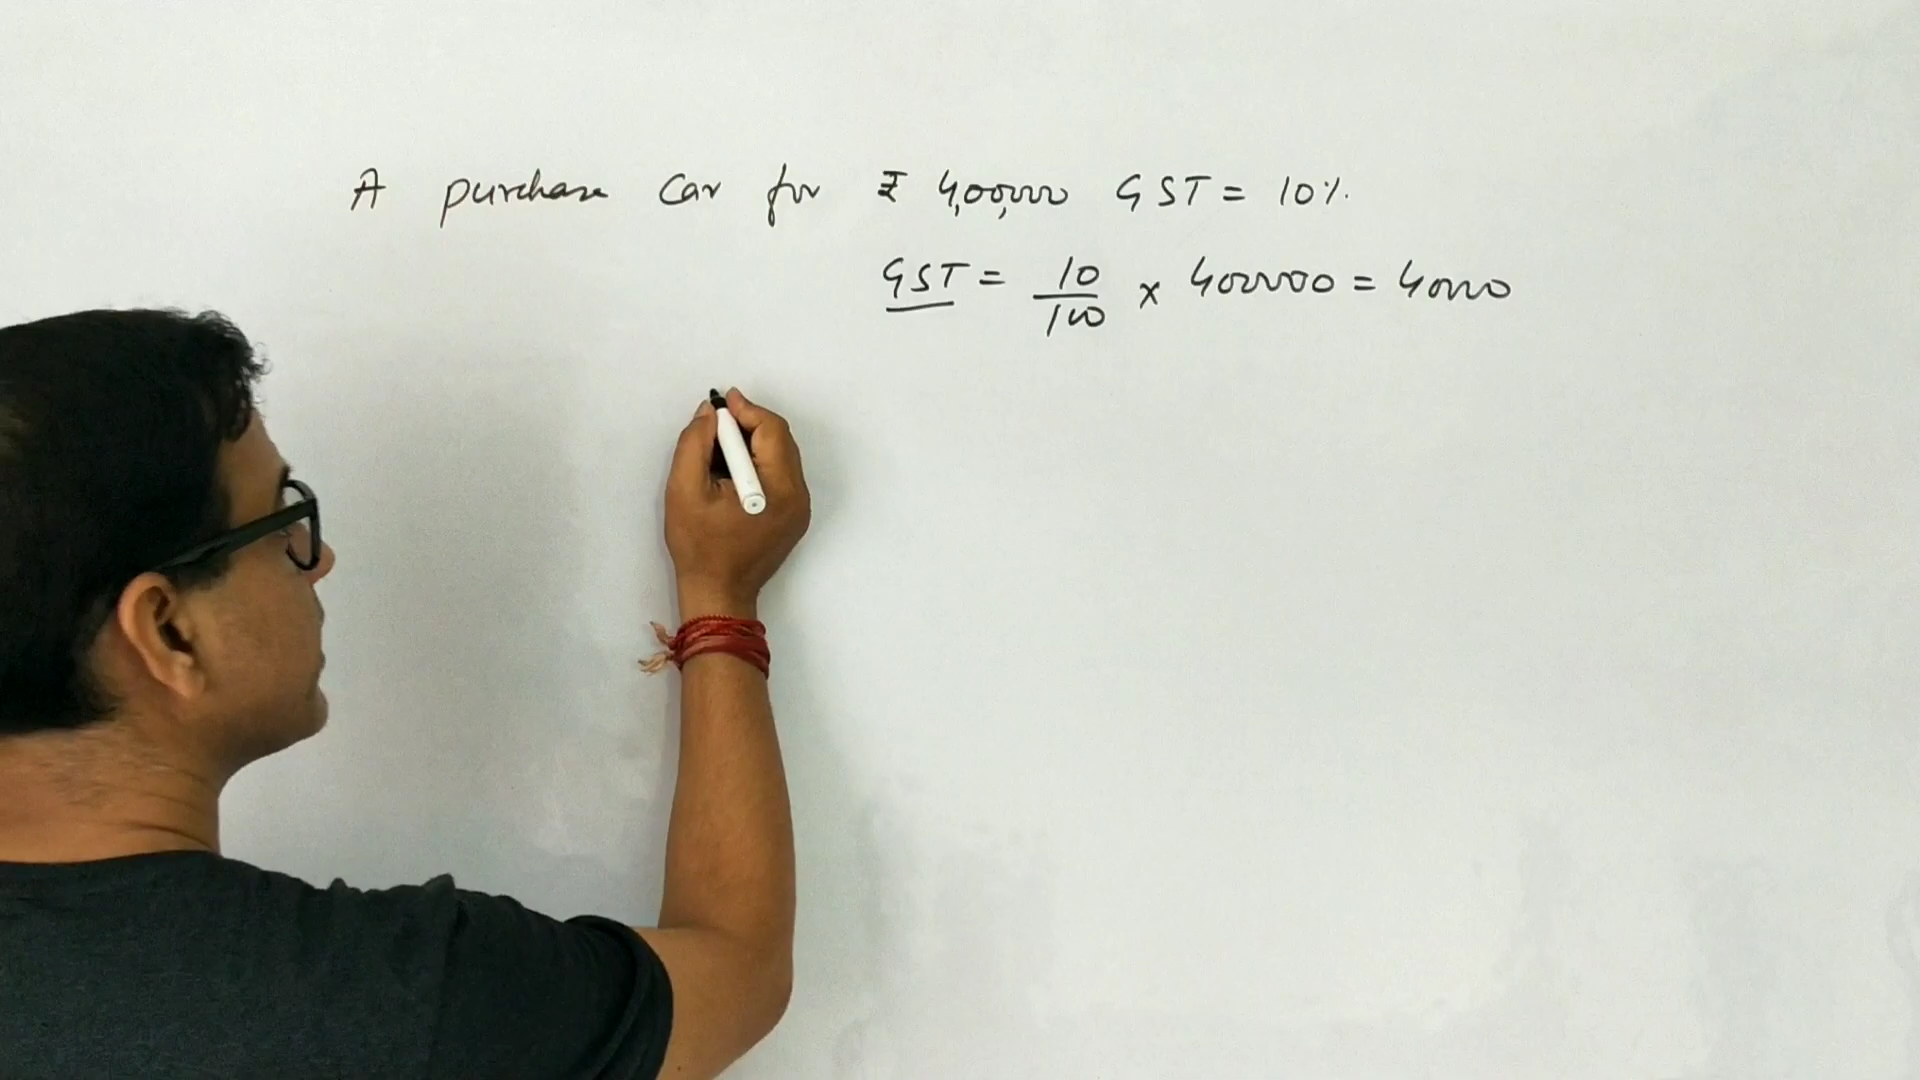 A purchase car for ₹ 4,00,000 GST = 10%.
GST = 10/100 × 400000 = 40000